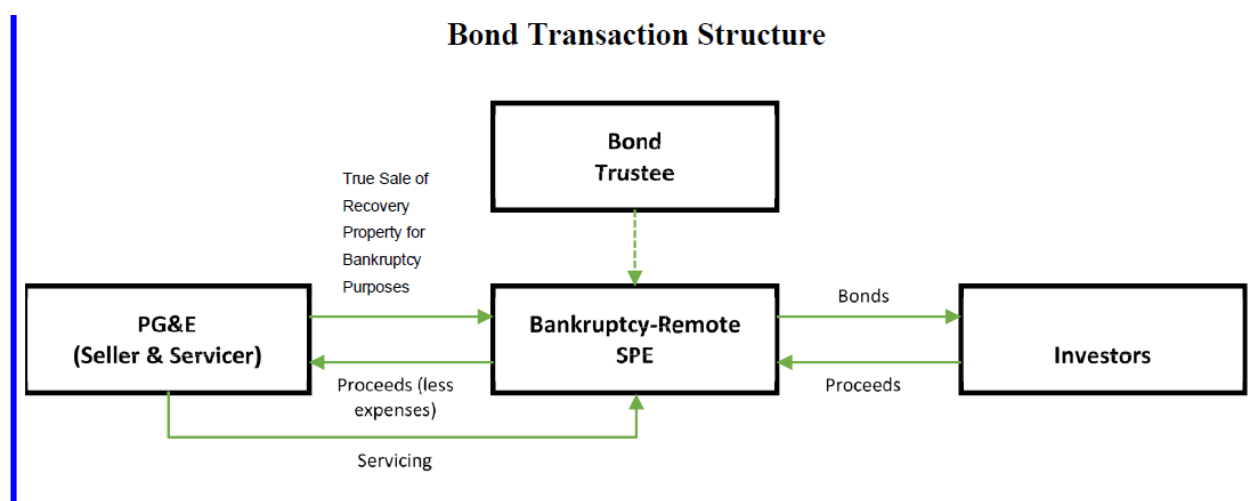 Bond Transaction Structure
Bond
Trustee
True Sale of
Recovery
Property for
Bankruptcy
Purposes
PG&E
(Seller & Servicer)
Bankruptcy-Remote
SPE
Bonds
Investors
Proceeds (less
expenses)
Proceeds
Servicing